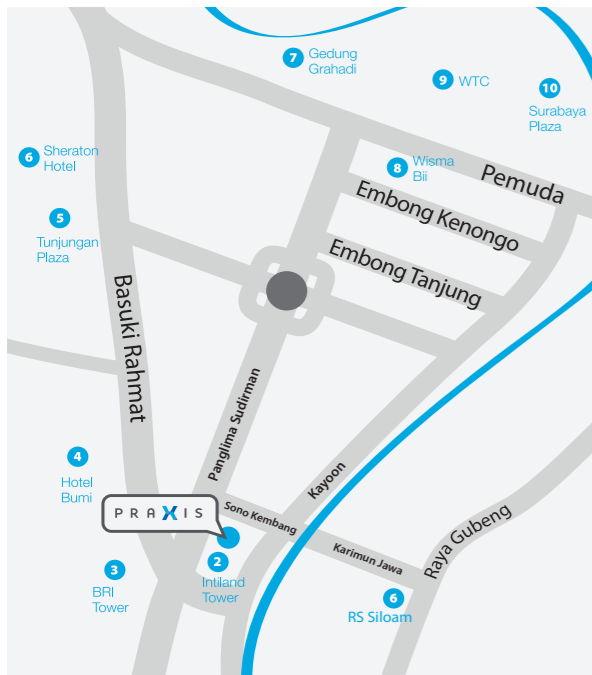 7
Gedung
Grahadi
9
WTC
10
Surabaya
Plaza
6
Sheraton
Hotel
8
Wisma
Bii
Pemuda
Embong Kenongo
5
Tunjungan
Plaza
Embong Tanjung
Basuki Rahmat
Panglima Sudirman
4
Hotel
Bumi
Kayoon
PRAXIS
Sono Kembang
Karimun Jawa
Raya Gubeng
3
BRI
Tower
2
Intiland
Tower
6
RS Siloam